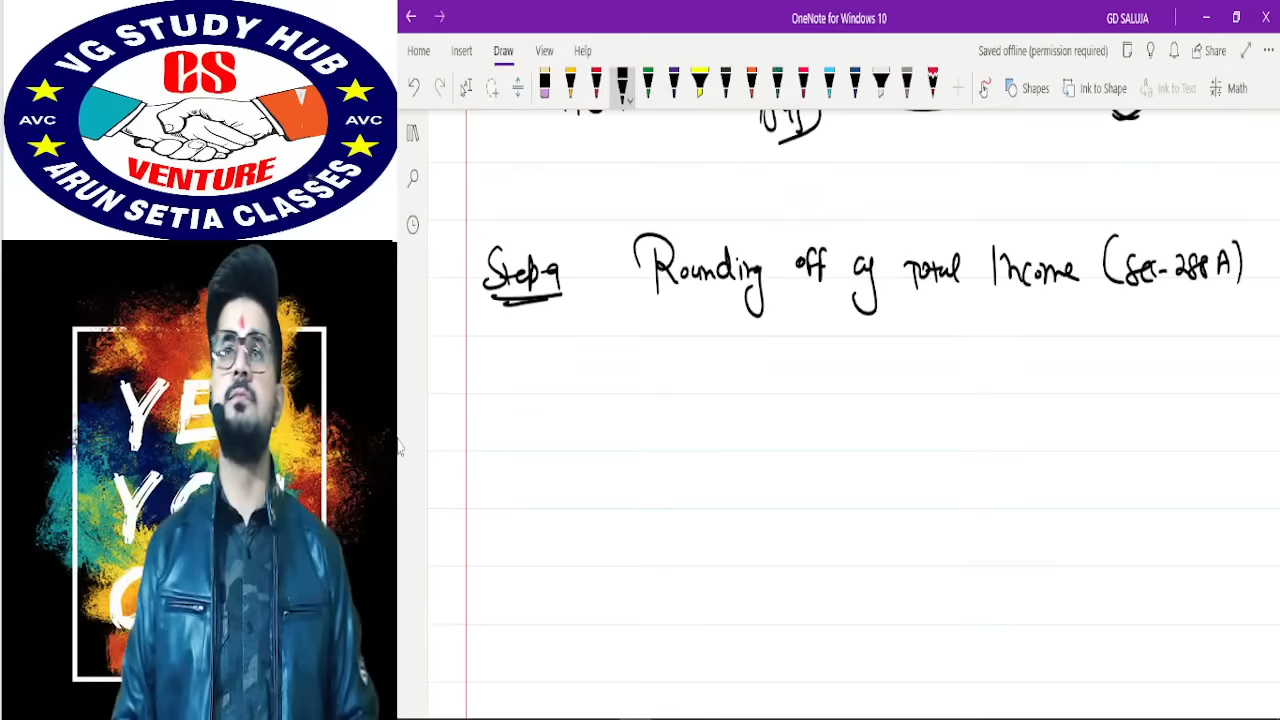 VG STUDY HUB
CS
AVC
AVC
VENTURE
ARUN SETIA CLASSES
YE
YO
OneNote for Windows 10
GD SALUJA
Home Insert Draw View Help
Saved offline (permission required)
Share
Shapes
Ink to Shape
Ink to Text
Math
Step-9 Rounding off of Total Income (Sec-288A)